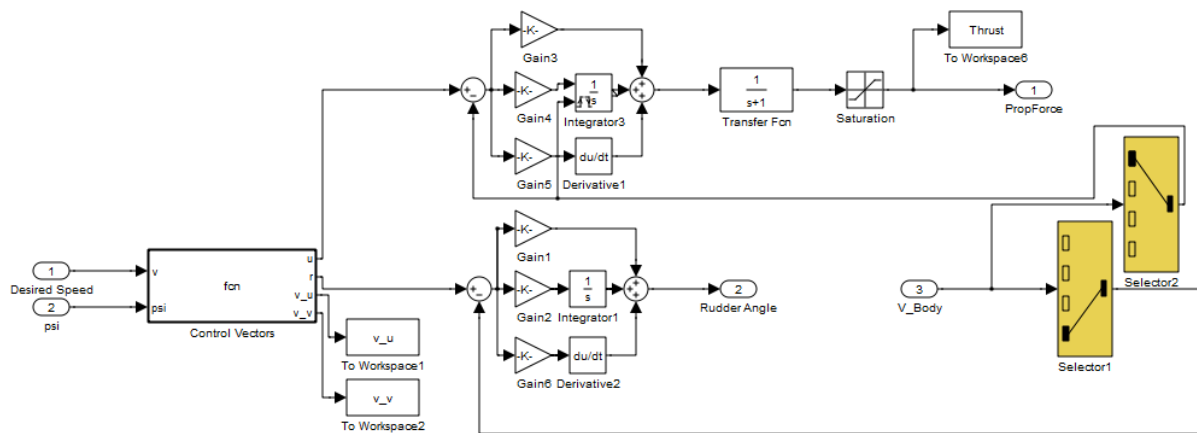 Thrust
To Workspace6
-K-
Gain3
-K-
Gain4
1
s
Integrator3
1
s+1
Transfer Fcn
Saturation
1
PropForce
-K-
Gain5
du/dt
Derivative1
1
Desired Speed
2
psi
v
psi
fcn
u
r
v_u
v_v
Control Vectors
v_u
To Workspace1
v_v
To Workspace2
-K-
Gain1
-K-
Gain2
1
s
Integrator1
-K-
Gain6
du/dt
Derivative2
2
Rudder Angle
3
V_Body
Selector2
Selector1